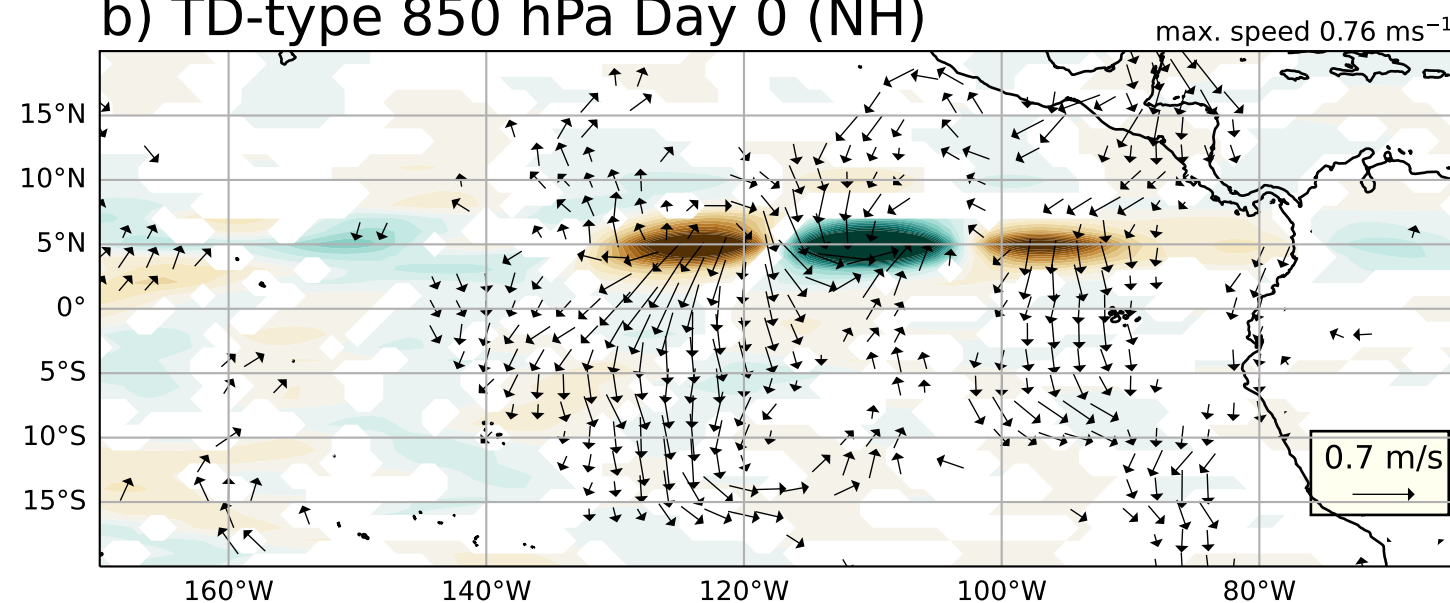 b) TD-type 850 hPa Day 0 (NH)
max. speed 0.76 ms⁻¹
15°N
10°N
5°N
0°
5°S
10°S
15°S
0.7 m/s
160°W
140°W
120°W
100°W
80°W